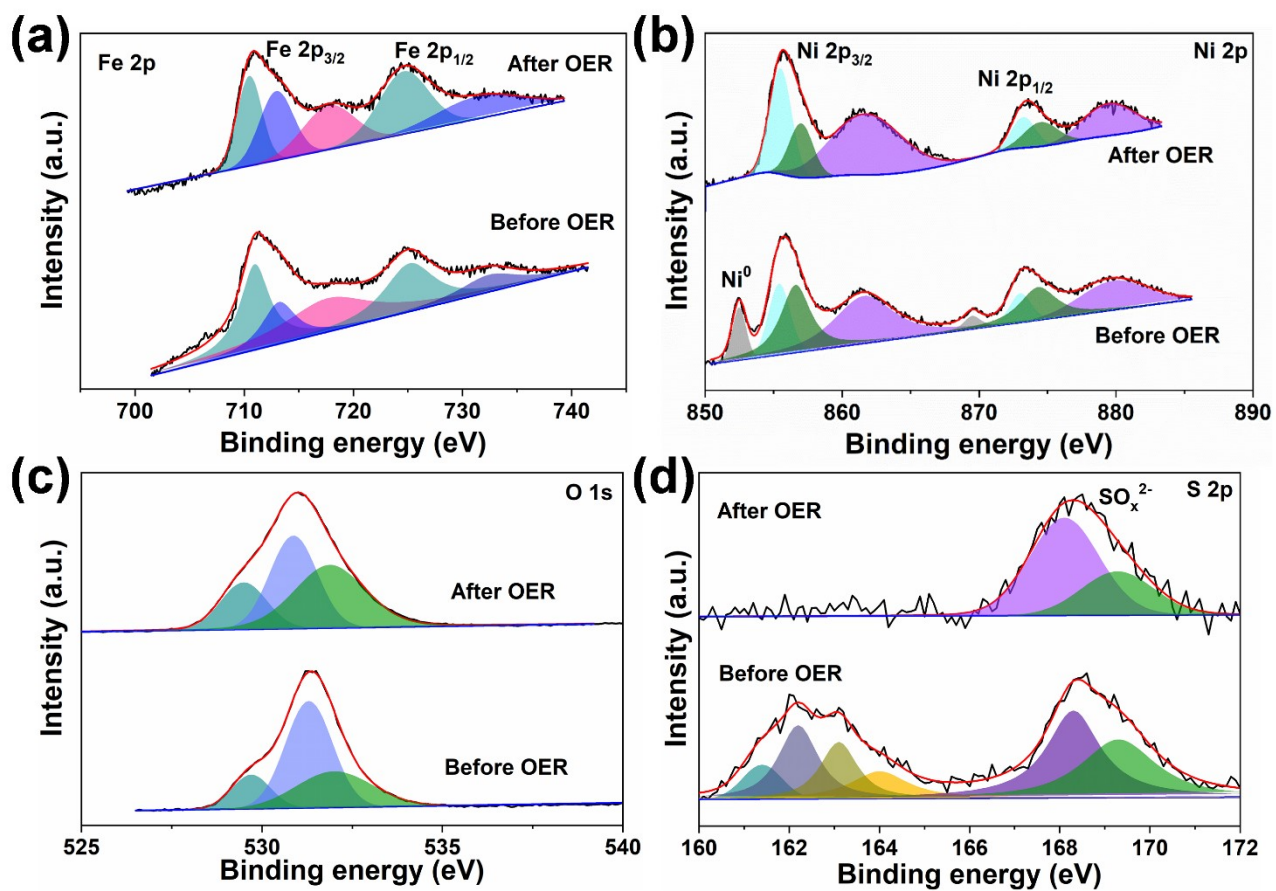 (a)
Fe 2p
Fe 2p3/2
Fe 2p1/2
After OER
Before OER
Intensity (a.u.)
700 710 720 730 740
Binding energy (eV)
(b)
Ni 2p3/2
Ni 2p
Ni 2p1/2
After OER
Ni0
Before OER
Intensity (a.u.)
850 860 870 880 890
Binding energy (eV)
(c)
O 1s
After OER
Before OER
Intensity (a.u.)
525 530 535 540
Binding energy (eV)
(d)
SOx2-
S 2p
After OER
Before OER
Intensity (a.u.)
160 162 164 166 168 170 172
Binding energy (eV)